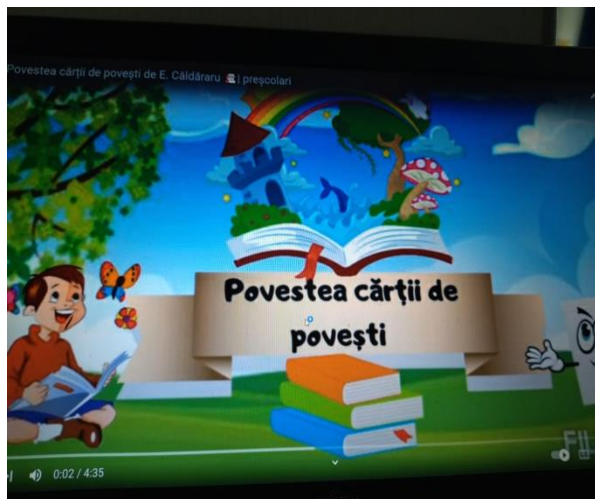 Povestea cărții de povești de E. Căldăraru 👩🏻‍🏫 | preșcolari
Povestea cărții de
povești
0:02 / 4:35